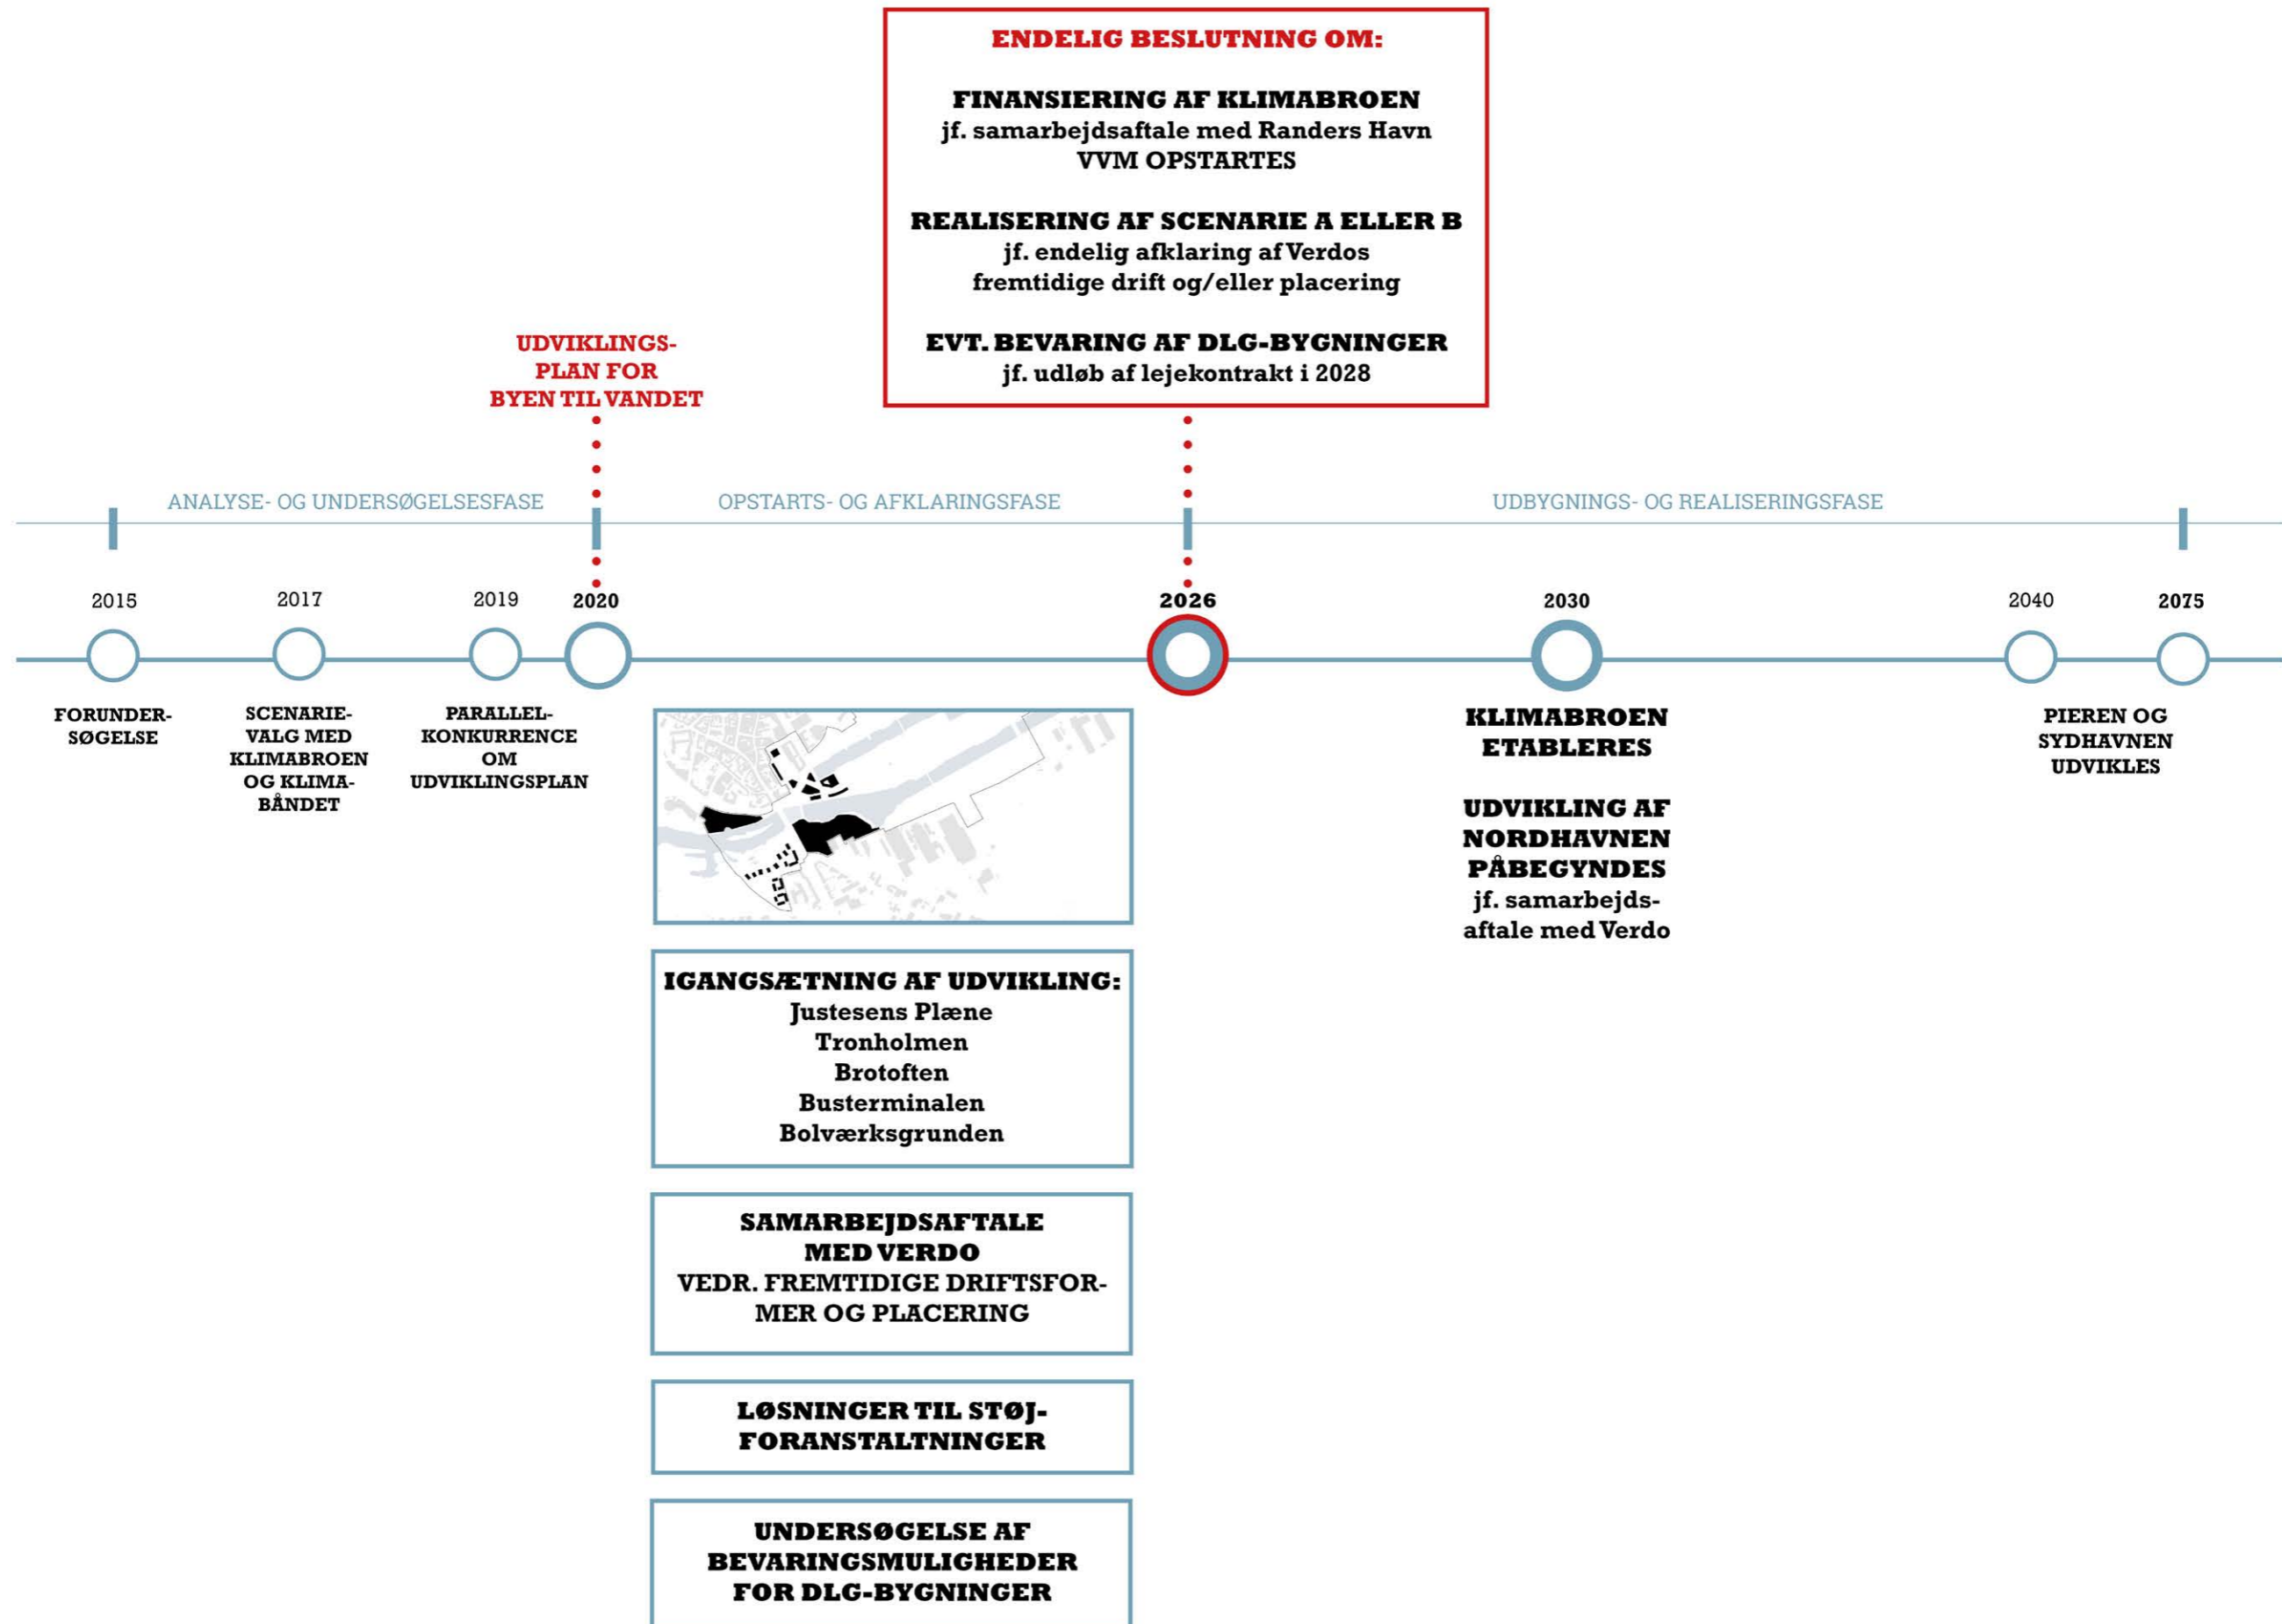 ENDELIG BESLUTNING OM:
FINANSIERING AF KLIMABROEN
jf. samarbejdsaftale med Randers Havn
VVM OPSTARTES
REALISERING AF SCENARIE A ELLER B
jf. endelig afklaring af Verdos
fremtidige drift og/eller placering
EVT. BEVARING AF DLG-BYGNINGER
jf. udløb af lejekontrakt i 2028
UDVIKLINGS-
PLAN FOR
BYEN TIL VANDET
ANALYSE- OG UNDERSØGELSESFASE
OPSTARTS- OG AFKLARINGSFASE
UDBYGNINGS- OG REALISERINGSFASE
2015
2017
2019
2020
2026
2030
2040
2075
FORUNDER-
SØGELSE
SCENARIE-
VALG MED
KLIMABROEN
OG KLIMA-
BÅNDET
PARALLEL-
KONKURRENCE
OM
UDVIKLINGSPLAN
KLIMABROEN
ETABLERES
UDVIKLING AF
NORDHAVNEN
PÅBEGYNDES
jf. samarbejds-
aftale med Verdo
PIEREN OG
SYDHAVNEN
UDVIKLES
IGANGSÆTNING AF UDVIKLING:
Justesens Plæne
Tronholmen
Brotoften
Busterminalen
Bolværksgrunden
SAMARBEJDSAFTALE
MED VERDO
VEDR. FREMTIDIGE DRIFTSFOR-
MER OG PLACERING
LØSNINGER TIL STØJ-
FORANSTALTNINGER
UNDERSØGELSE AF
BEVARINGSMULIGHEDER
FOR DLG-BYGNINGER